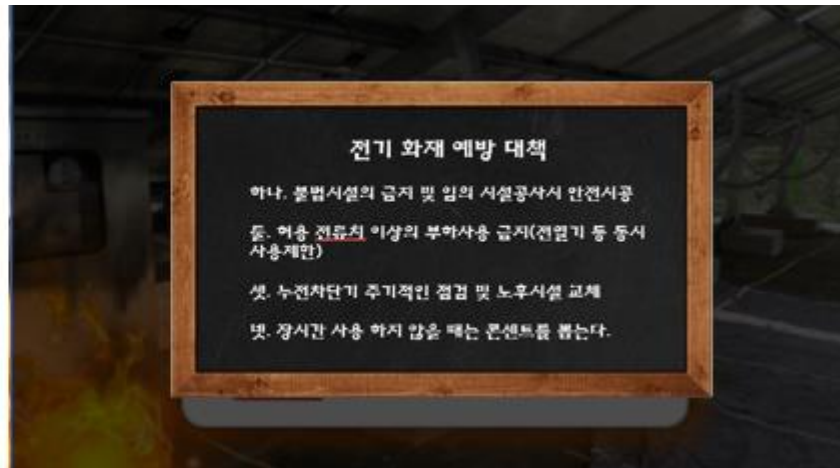 전기 화재 예방 대책
하나. 불법시설의 금지 및 임의 시설공사시 안전시공
둘. 허용 전류치 이상의 부하사용 금지(전열기 등 동시
사용제한)
셋. 누전차단기 주기적인 점검 및 노후시설 교체
넷. 장시간 사용 하지 않을 때는 콘센트를 뽑는다.